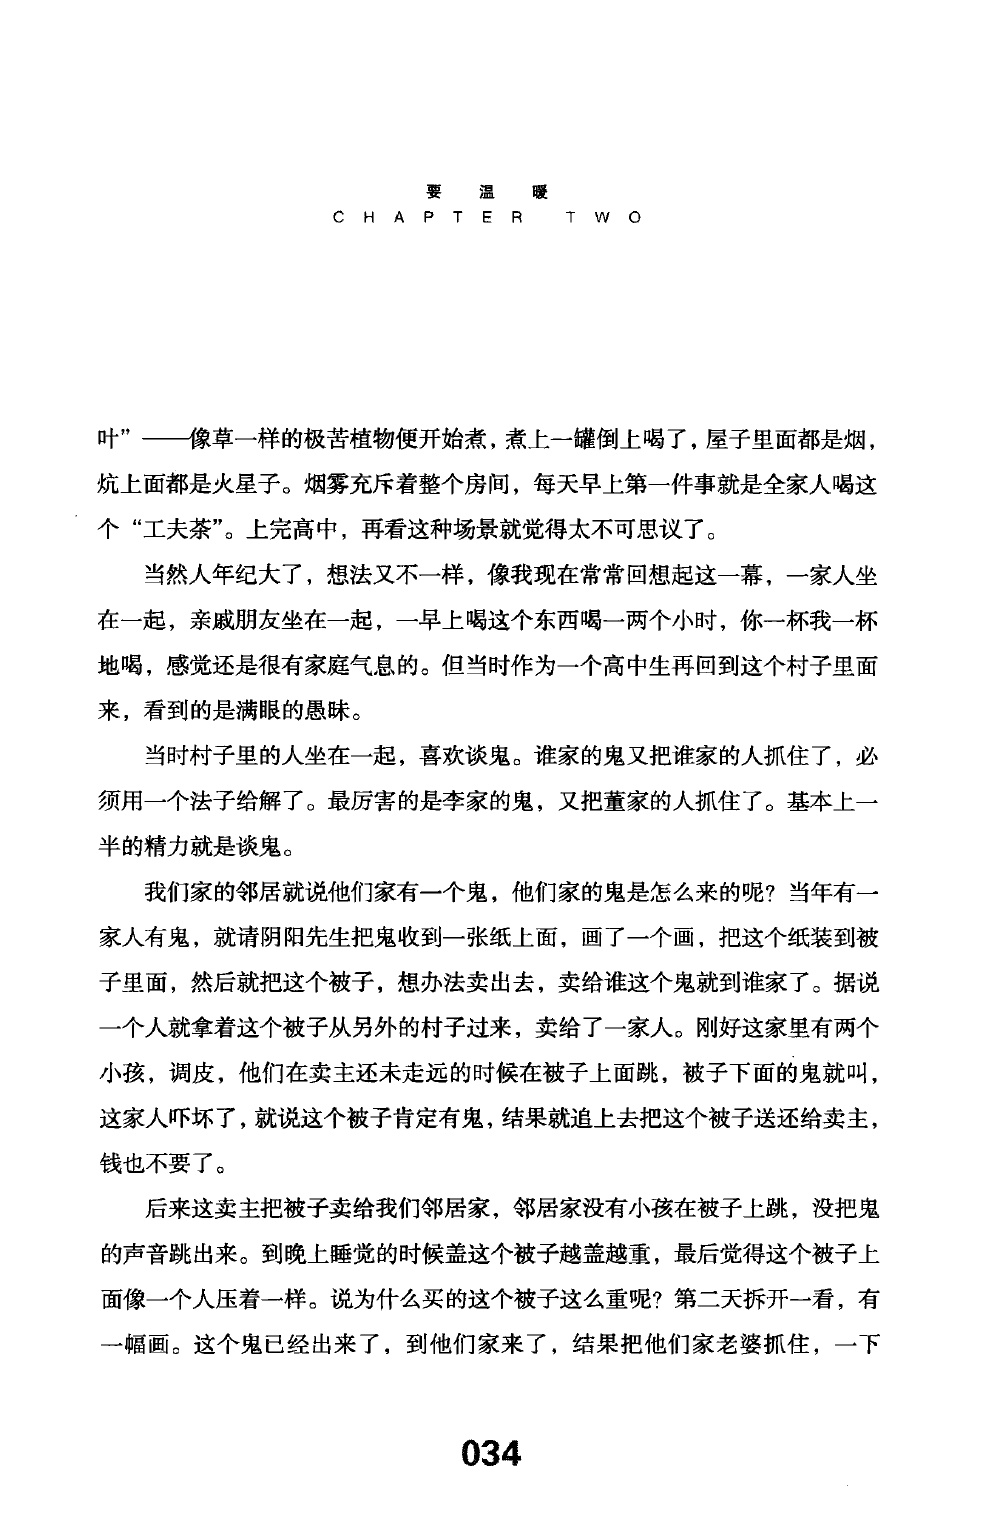 要温暖
CHAPTER TWO
叶”——像草一样的极苦植物便开始煮，煮上一罐倒上喝了，屋子里面都是烟，
炕上面都是火星子。烟雾充斥着整个房间，每天早上第一件事就是全家人喝这
个“工夫茶”。上完高中，再看这种场景就觉得太不可思议了。
当然人年纪大了，想法又不一样，像我现在常常回想起这一幕，一家人坐
在一起，亲戚朋友坐在一起，一早上喝这个东西喝一两个小时，你一杯我一杯
地喝，感觉还是很有家庭气息的。但当时作为一个高中生再回到这个村子里面
来，看到的是满眼的愚昧。
当时村子里的人坐在一起，喜欢谈鬼。谁家的鬼又把谁家的人抓住了，必
须用一个法子给解了。最厉害的是李家的鬼，又把董家的人抓住了。基本上一
半的精力就是谈鬼。
我们家的邻居就说他们家有一个鬼，他们家的鬼是怎么来的呢？当年有一
家人有鬼，就请阴阳先生把鬼收到一张纸上面，画了一个画，把这个纸装到被
子里面，然后就把这个被子，想办法卖出去，卖给谁这个鬼就到谁家了。据说
一个人就拿着这个被子从另外的村子过来，卖给了一家人。刚好这家里有两个
小孩，调皮，他们在卖主还未走远的时候在被子上面跳，被子下面的鬼就叫，
这家人吓坏了，就说这个被子肯定有鬼，结果就追上去把这个被子送还给卖主，
钱也不要了。
后来这卖主把被子卖给我们邻居家，邻居家没有小孩在被子上跳，没把鬼
的声音跳出来。到晚上睡觉的时候盖这个被子越盖越重，最后觉得这个被子上
面像一个人压着一样。说为什么买的这个被子这么重呢？第二天拆开一看，有
一幅画。这个鬼已经出来了，到他们家来了，结果把他们家老婆抓住，一下
034